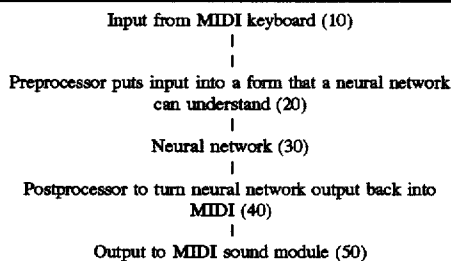 Input from MIDI keyboard (10)
Preprocessor puts input into a form that a neural network
can understand (20)
Neural network (30)
Postprocessor to turn neural network output back into
MIDI (40)
Output to MIDI sound module (50)